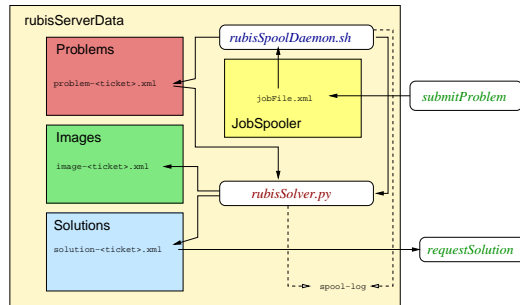 rubisServerData
Problems
problem-<ticket>.xml
rubisSpoolDaemon.sh
jobFile.xml
JobSpooler
submitProblem
Images
image-<ticket>.xml
rubisSolver.py
Solutions
solution-<ticket>.xml
requestSolution
spool-log